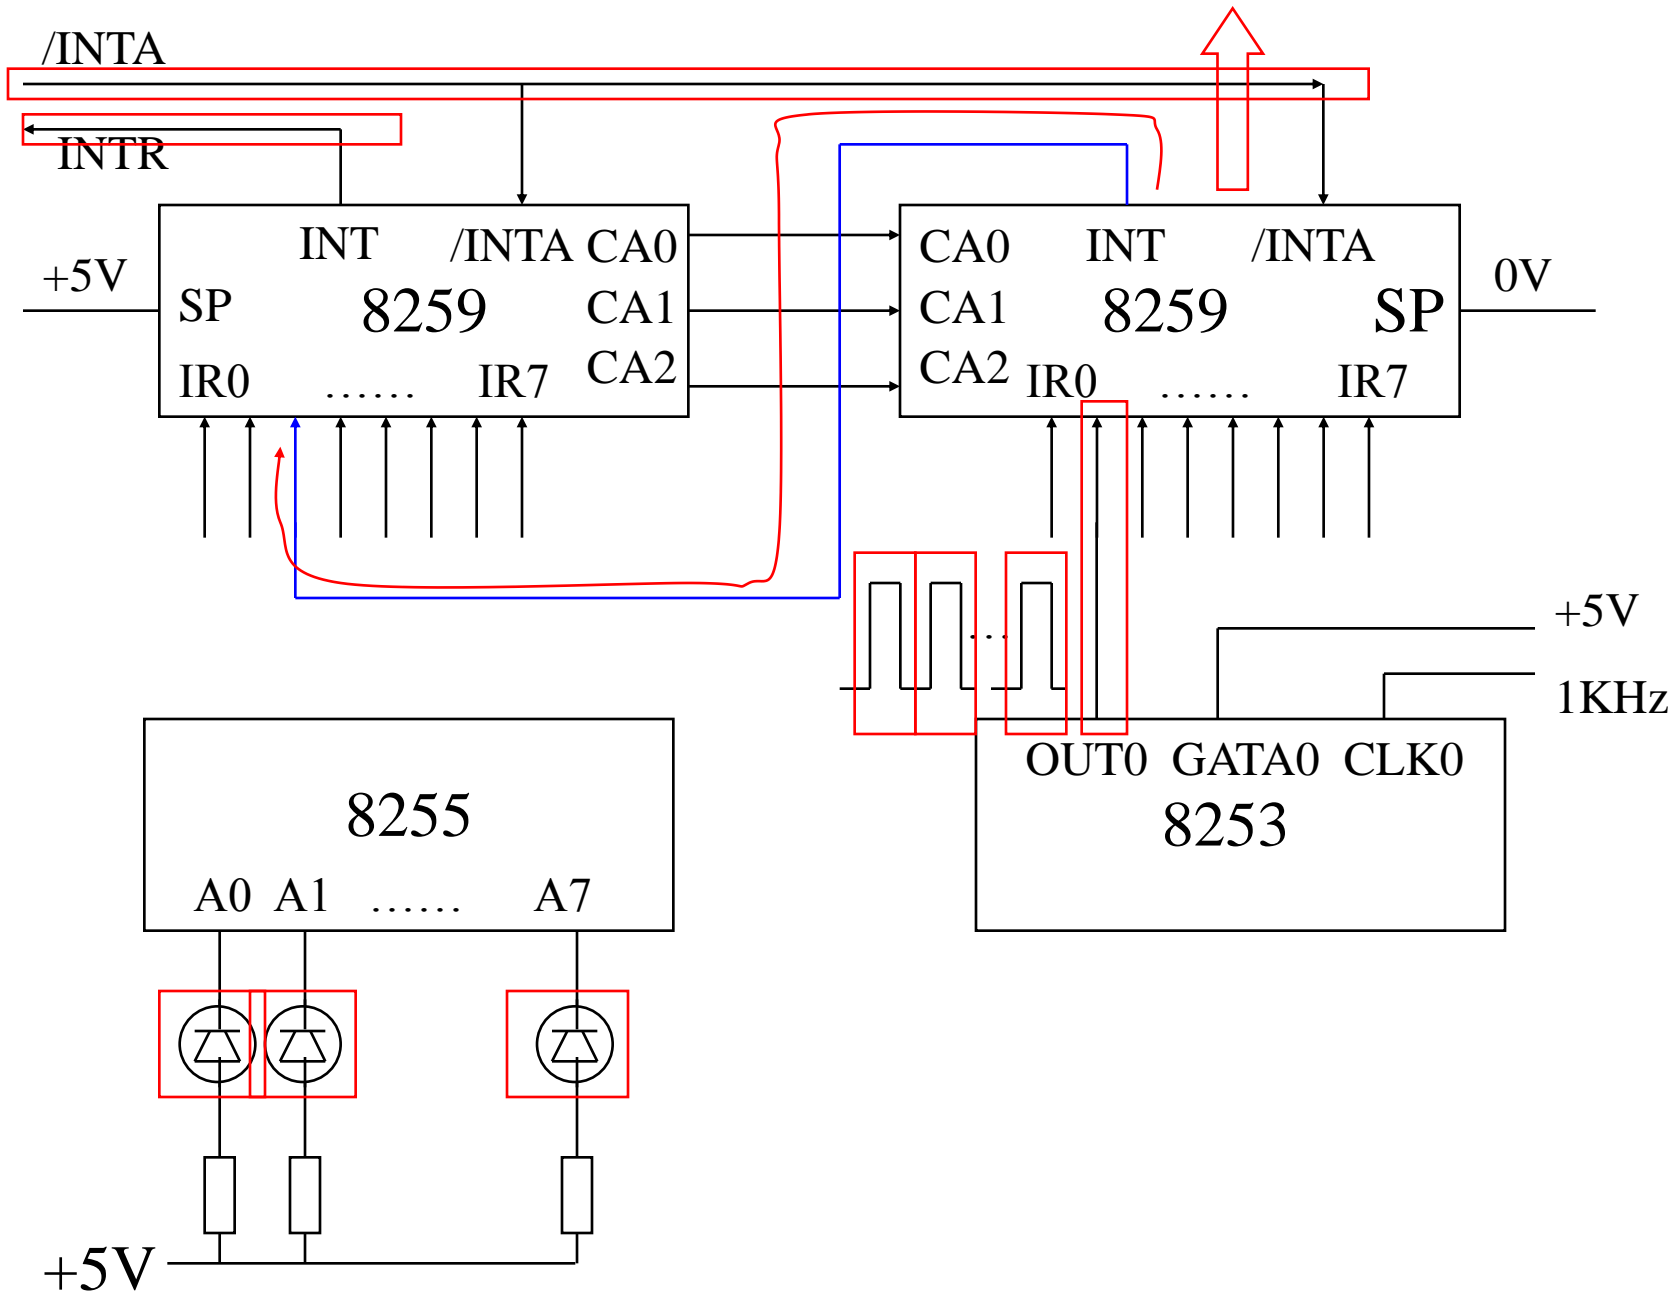 /INTA
INTR
INT /INTA CA0
+5V SP 8259 CA1
IR0 …… IR7 CA2
CA0 INT /INTA
CA1 8259 SP 0V
CA2 IR0 …… IR7
…
+5V
1KHz
OUT0 GATA0 CLK0
8253
8255
A0 A1 …… A7
+5V